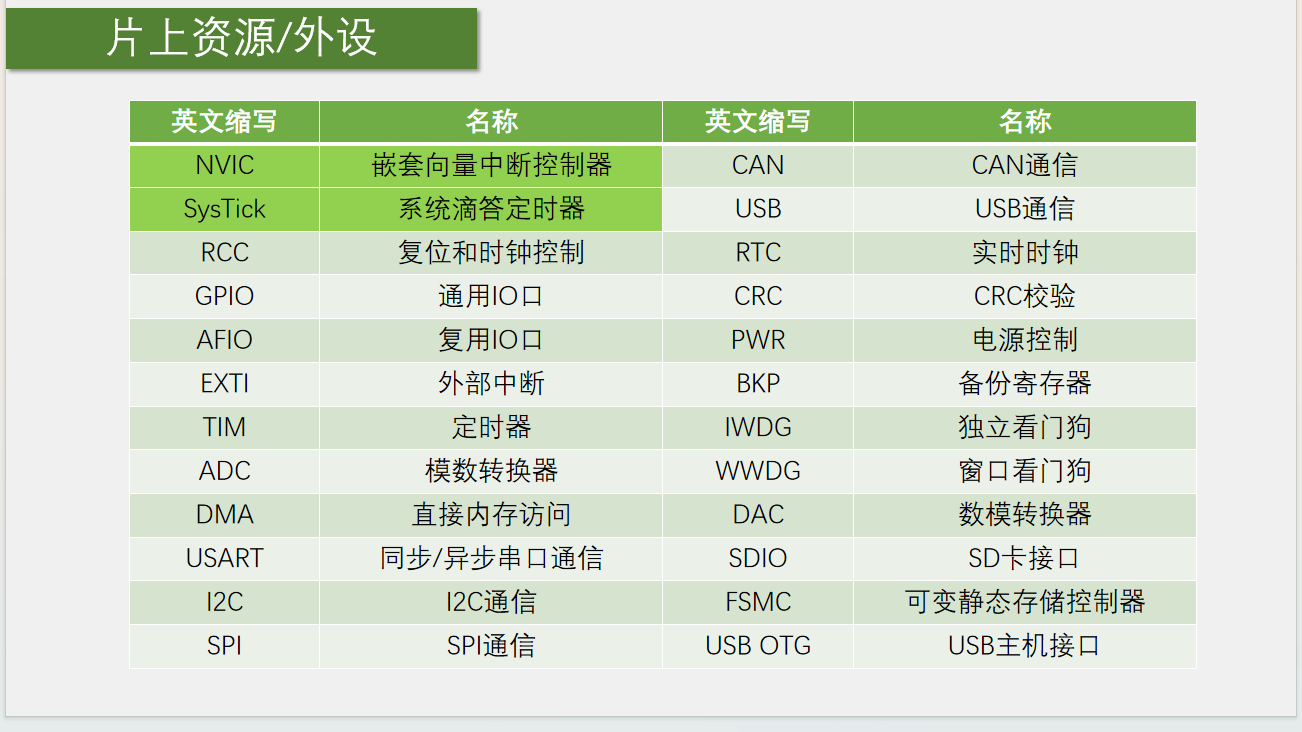 片上资源/外设
英文缩写 名称 英文缩写 名称
NVIC 嵌套向量中断控制器 CAN CAN通信
SysTick 系统滴答定时器 USB USB通信
RCC 复位和时钟控制 RTC 实时时钟
GPIO 通用IO口 CRC CRC校验
AFIO 复用IO口 PWR 电源控制
EXTI 外部中断 BKP 备份寄存器
TIM 定时器 IWDG 独立看门狗
ADC 模数转换器 WWDG 窗口看门狗
DMA 直接内存访问 DAC 数模转换器
USART 同步/异步串口通信 SDIO SD卡接口
I2C I2C通信 FSMC 可变静态存储控制器
SPI SPI通信 USB OTG USB主机接口